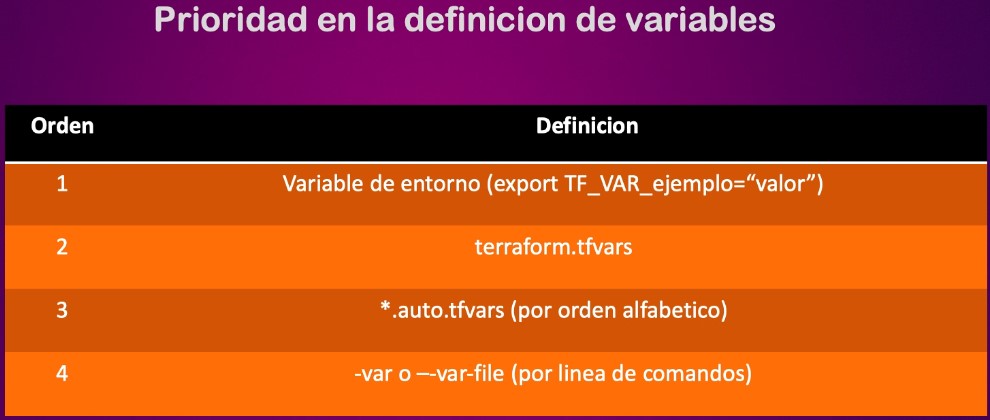 Prioridad en la definicion de variables
Orden Definicion
1 Variable de entorno (export TF_VAR_ejemplo=“valor”)
2 terraform.tfvars
3 *.auto.tfvars (por orden alfabetico)
4 -var o –-var-file (por linea de comandos)